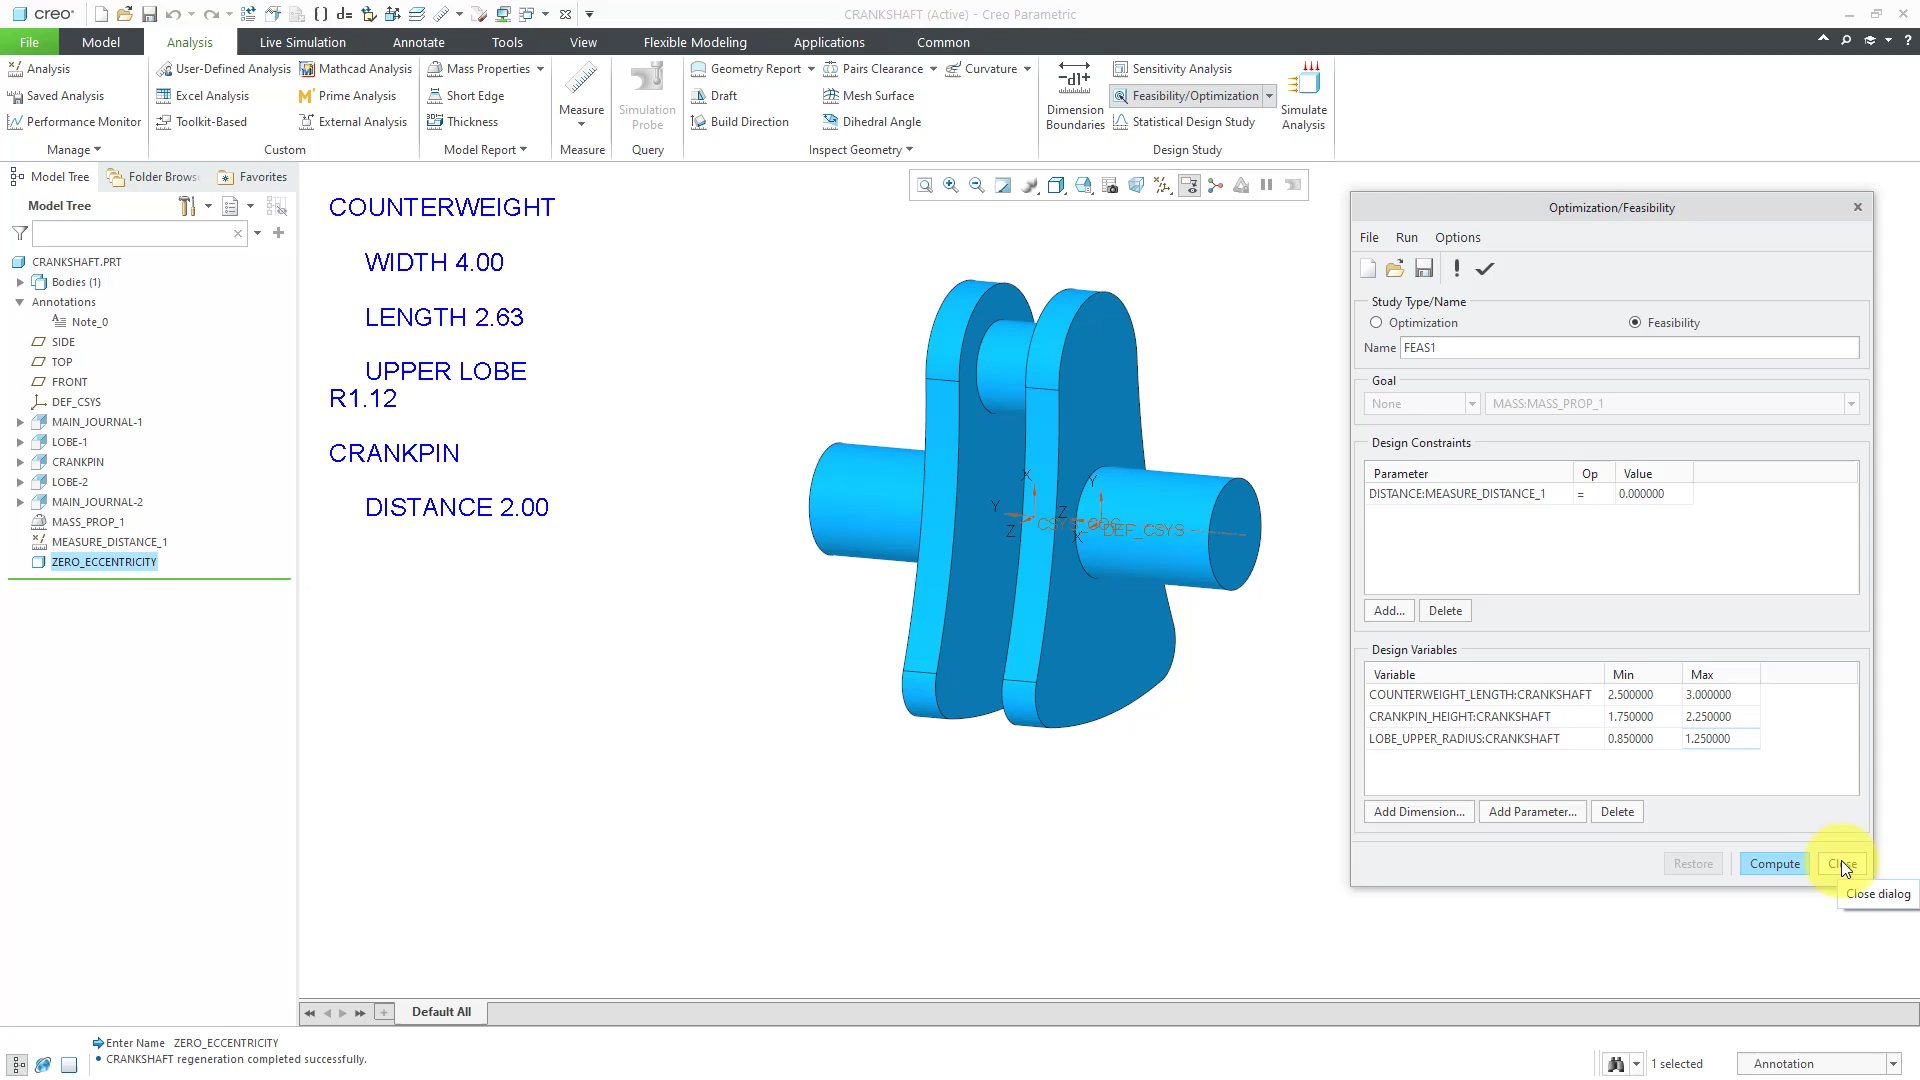 creo
CRANKSHAFT (Active) - Creo Parametric
File
Model
Analysis
Live Simulation
Annotate
Tools
View
Flexible Modeling
Applications
Common
Analysis
Saved Analysis
Performance Monitor
Manage
User-Defined Analysis
Excel Analysis
Toolkit-Based
Mathcad Analysis
Prime Analysis
External Analysis
Custom
Mass Properties
Short Edge
Thickness
Model Report
Measure
Measure
Simulation
Probe
Query
Geometry Report
Draft
Build Direction
Pairs Clearance
Mesh Surface
Dihedral Angle
Curvature
Inspect Geometry
Dimension
Boundaries
Sensitivity Analysis
Feasibility/Optimization
Statistical Design Study
Simulate
Analysis
Design Study
Model Tree
Folder Brows
Favorites
Model Tree
CRANKSHAFT.PRT
Bodies (1)
Annotations
Note_0
SIDE
TOP
FRONT
DEF_CSYS
MAIN_JOURNAL-1
LOBE-1
CRANKPIN
LOBE-2
MAIN_JOURNAL-2
MASS_PROP_1
MEASURE_DISTANCE_1
ZERO_ECCENTRICITY
COUNTERWEIGHT
WIDTH 4.00
LENGTH 2.63
UPPER LOBE
R1.12
CRANKPIN
DISTANCE 2.00
X
Y
Z
Y
Z
X
DEF_CSYS
Optimization/Feasibility
File
Run
Options
Study Type/Name
Optimization
Feasibility
Name FEAS1
Goal
None
MASS:MASS_PROP_1
Design Constraints
Parameter Op Value
DISTANCE:MEASURE_DISTANCE_1 = 0.000000
Add...
Delete
Design Variables
Variable Min Max
COUNTERWEIGHT_LENGTH:CRANKSHAFT 2.500000 3.000000
CRANKPIN_HEIGHT:CRANKSHAFT 1.750000 2.250000
LOBE_UPPER_RADIUS:CRANKSHAFT 0.850000 1.250000
Add Dimension...
Add Parameter...
Delete
Restore
Compute
Close
Close dialog
Default All
Enter Name ZERO_ECCENTRICITY
CRANKSHAFT regeneration completed successfully.
1 selected
Annotation